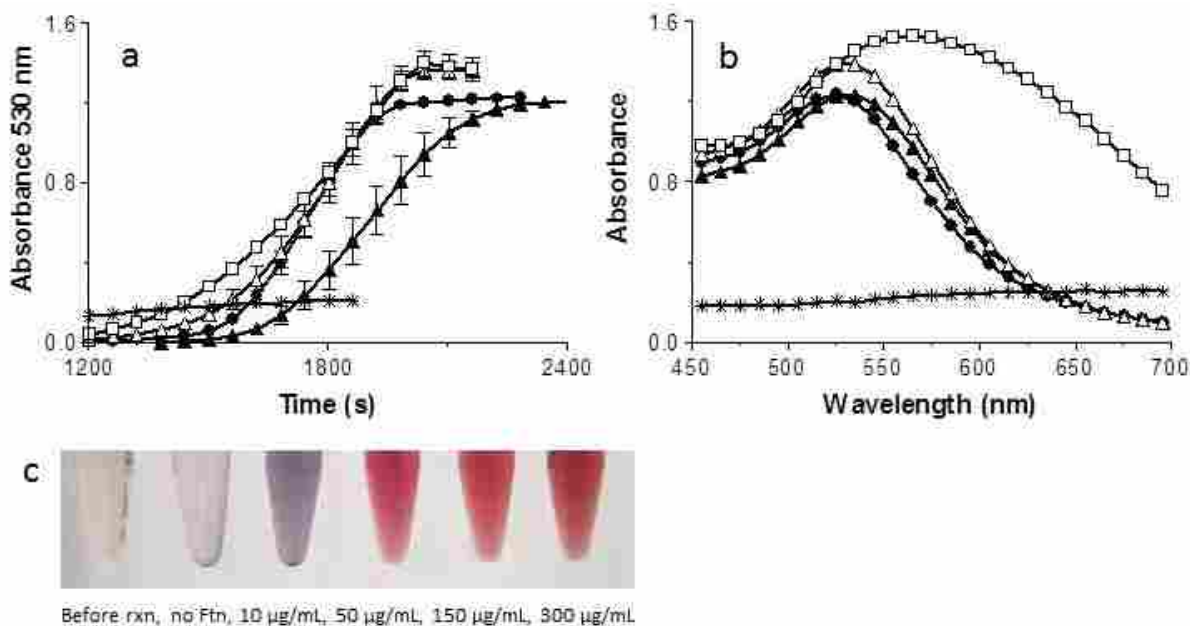 1.6
a
0.8
0.0
1200
1800
2400
Absorbance 530 nm
Time (s)
1.6
b
0.8
0.0
450
500
550
600
650
700
Absorbance
Wavelength (nm)
c
Before rxn, no Ftn, 10 µg/mL, 50 µg/mL, 150 µg/mL, 300 µg/mL